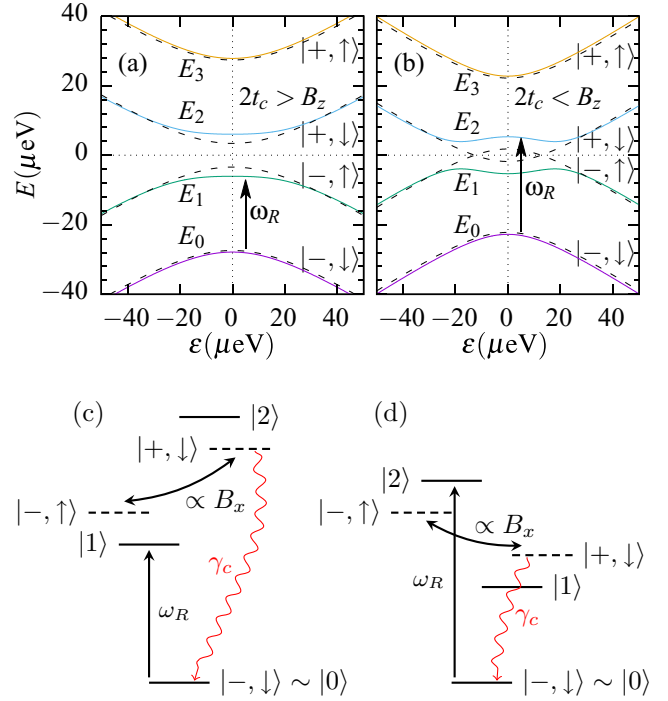 40
20
0
−20
−40
E(μeV)
(a)
E3
|+,↑⟩
2tc > Bz
E2
|+,↓⟩
|−,↑⟩
E1
ωR
E0
|−,↓⟩
−40 −20 0 20 40
ε(μeV)
(b)
|+,↑⟩
E3
2tc < Bz
E2
|+,↓⟩
|−,↑⟩
E1
ωR
E0
|−,↓⟩
−40 −20 0 20 40
ε(μeV)
(c)
|2⟩
|+,↓⟩
∝ Bx
|−,↑⟩
|1⟩
γc
ωR
|−,↓⟩ ∼ |0⟩
(d)
|2⟩
|−,↑⟩
∝ Bx
|+,↓⟩
ωR
|1⟩
γc
|−,↓⟩ ∼ |0⟩